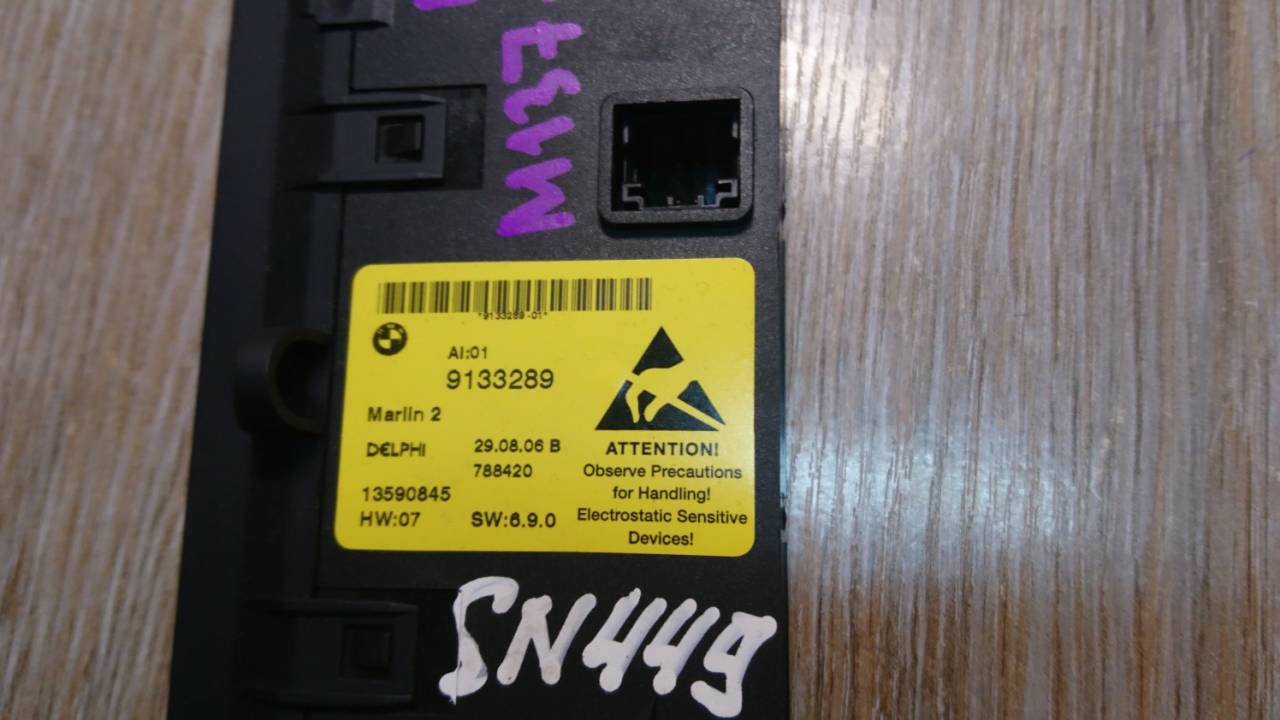 *9133289-01*
AI:01
9133289
Marlin 2
DELPHI
29.08.06 B
788420
13590845
HW:07
SW:6.9.0
ATTENTION!
Observe Precautions
for Handling!
Electrostatic Sensitive
Devices!
SN449